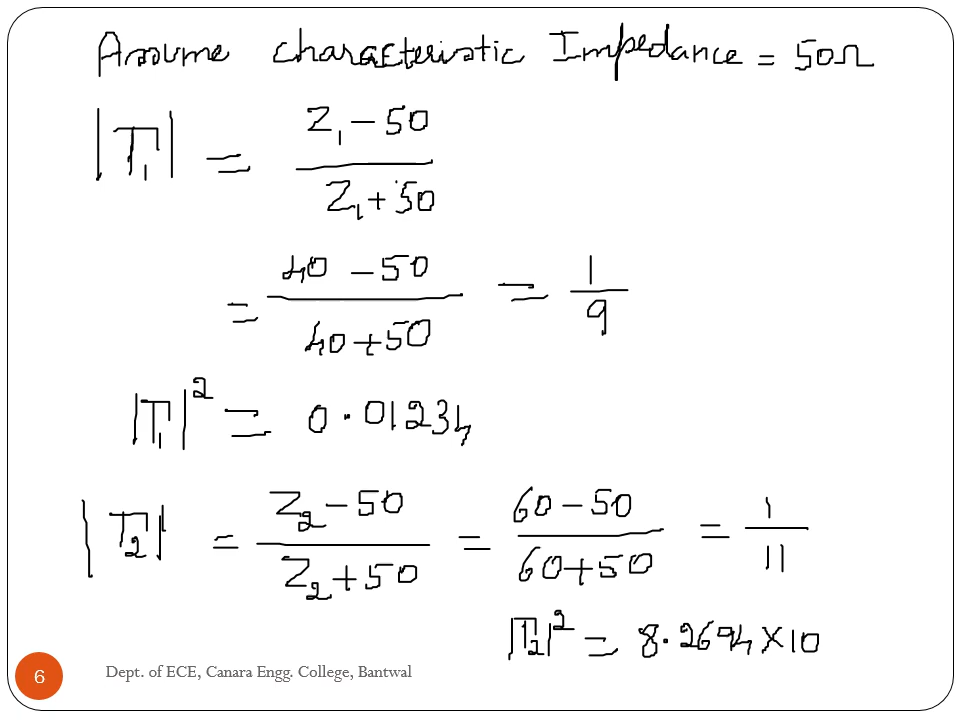 Assume characteristic Impedance = 50Ω
|Γ₁| = (Z₁ − 50) / (Z₁ + 50)
= (40 − 50) / (40 + 50) = 1/9
|Γ₁|² = 0.01234
|Γ₂| = (Z₂ − 50) / (Z₂ + 50) = (60 − 50) / (60 + 50) = 1/11
|Γ₂|² = 8.2694 × 10
6 Dept. of ECE, Canara Engg. College, Bantwal